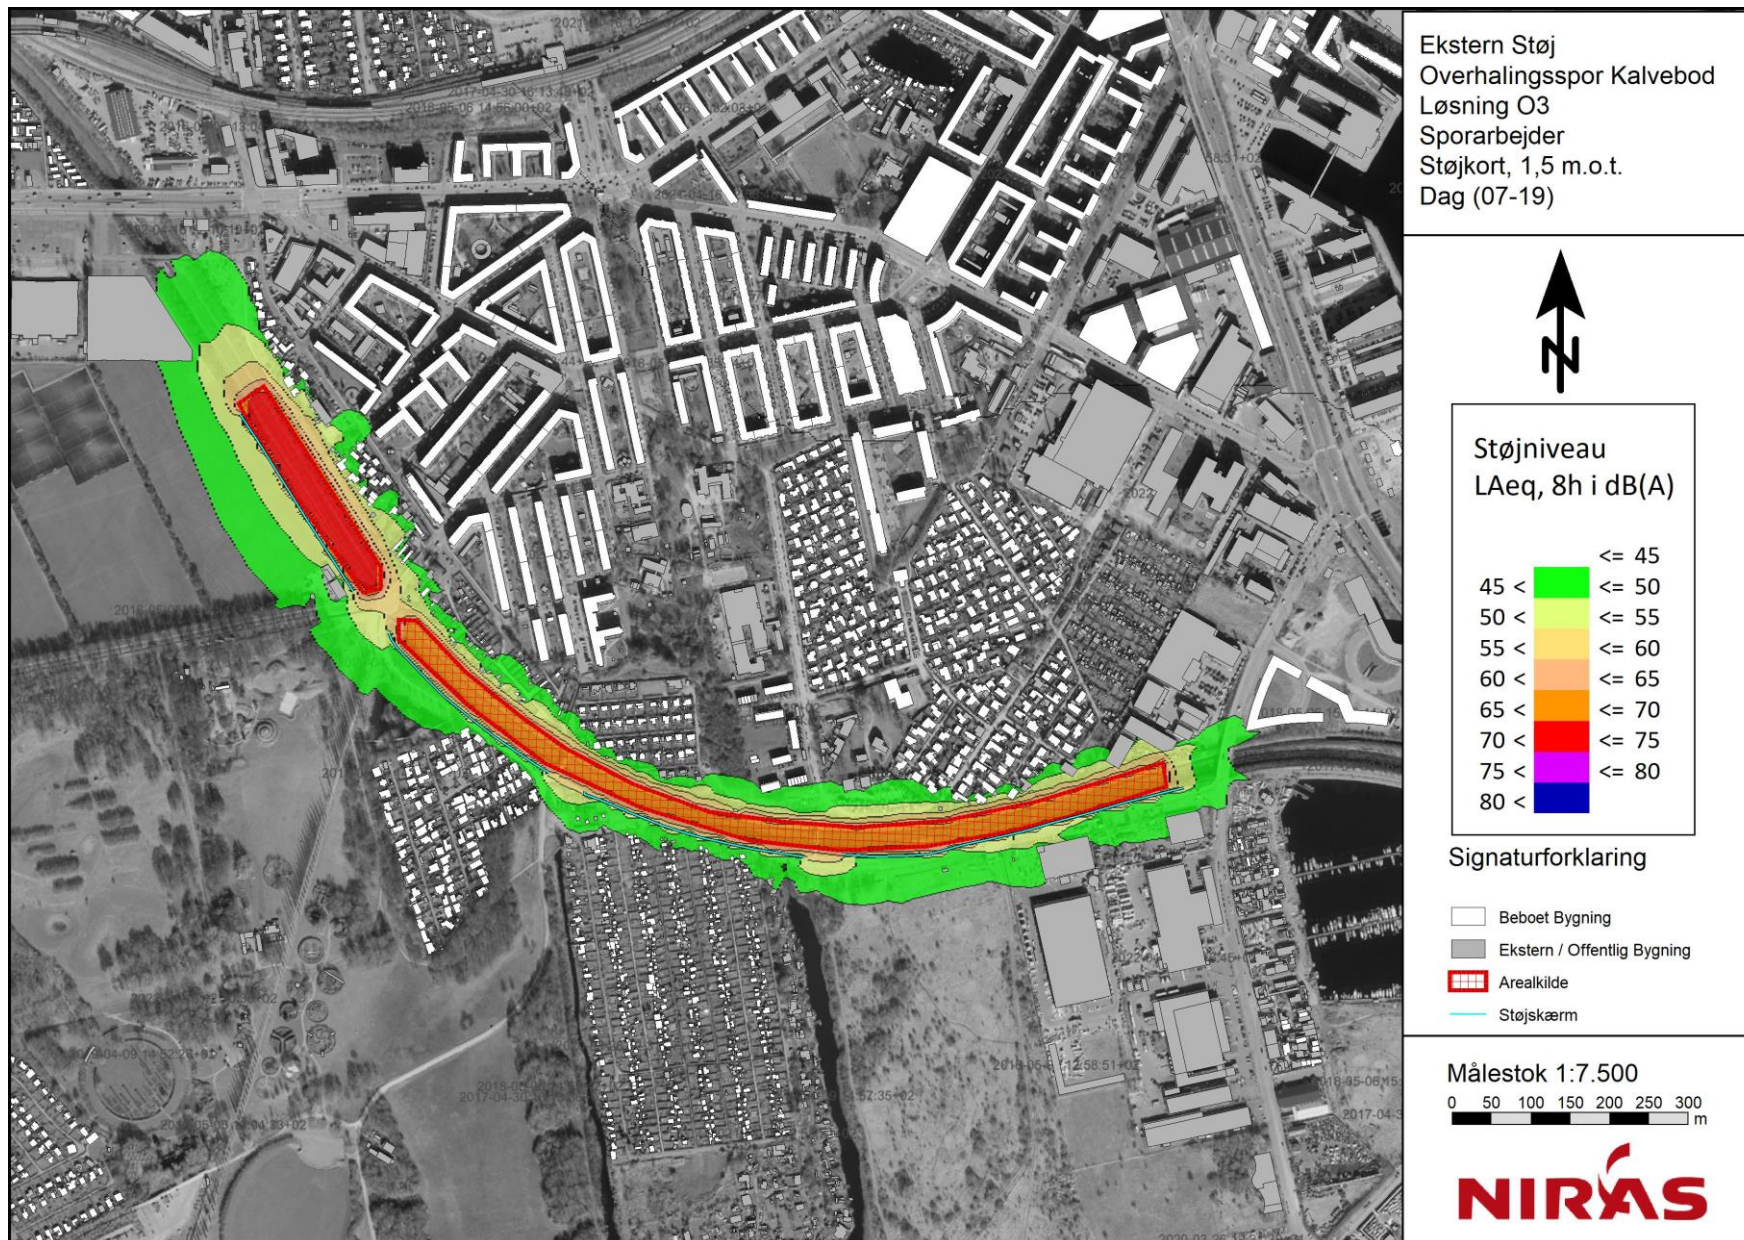 Ekstern Støj
Overhalingsspor Kalvebod
Løsning O3
Sporarbejder
Støjkort, 1,5 m.o.t.
Dag (07-19)
N
Støjniveau
LAeq, 8h i dB(A)
<= 45
45 < <= 50
50 < <= 55
55 < <= 60
60 < <= 65
65 < <= 70
70 < <= 75
75 < <= 80
80 <
Signaturforklaring
Beboet Bygning
Ekstern / Offentlig Bygning
Arealkilde
Støjskærm
Målestok 1:7.500
0 50 100 150 200 250 300
m
NIRAS